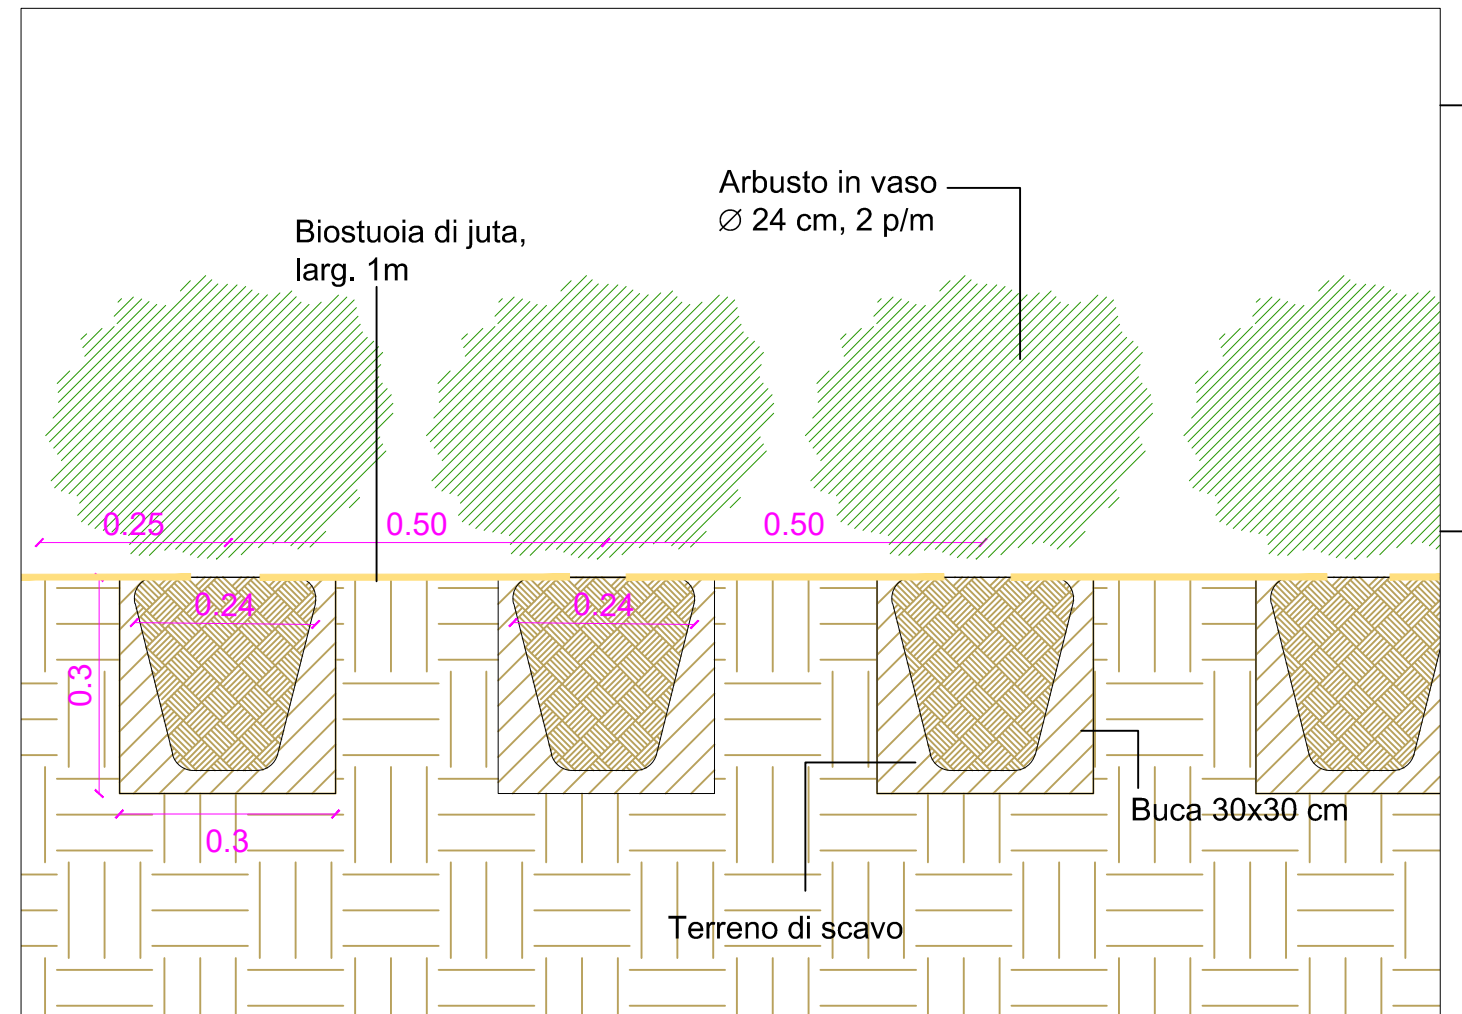 Arbusto in vaso
∅ 24 cm, 2 p/m
Biostuoia di juta,
larg. 1m
0.25
0.50
0.50
0.24
0.24
0.3
0.3
Buca 30x30 cm
Terreno di scavo